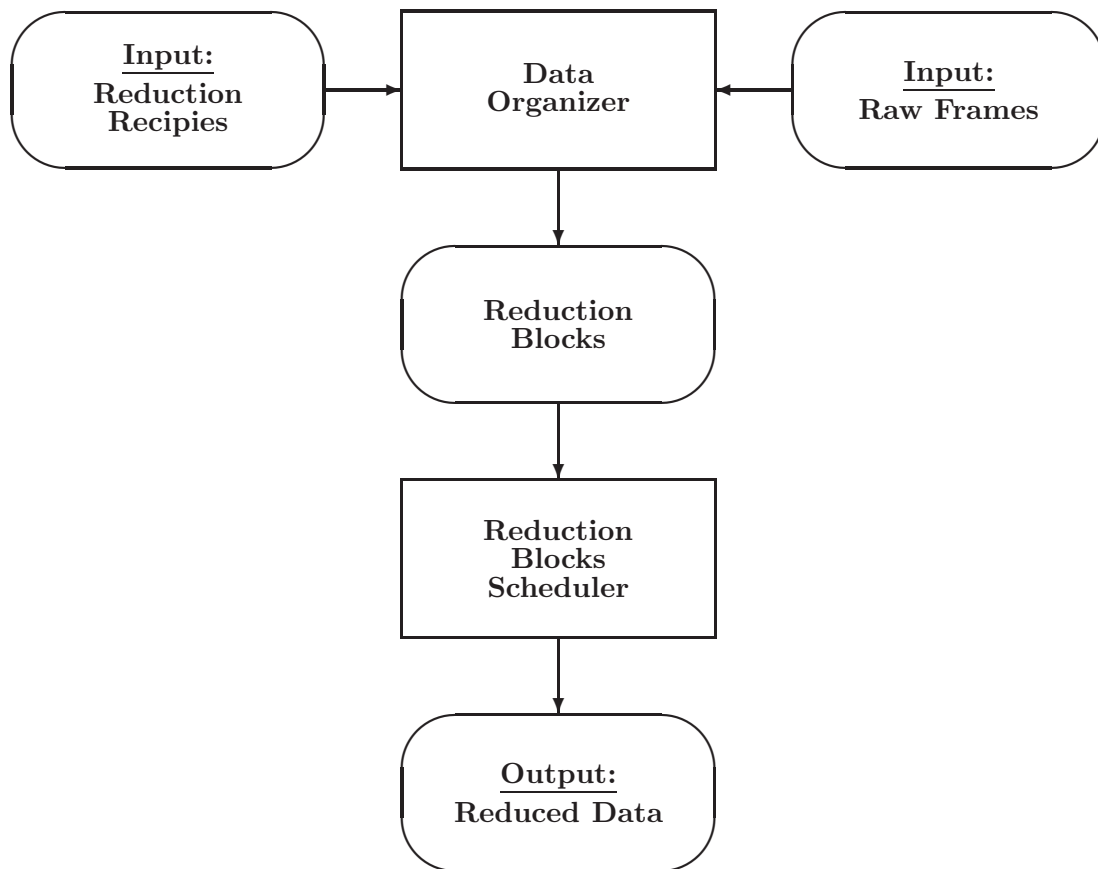 Input:
Reduction
Recipies
Data
Organizer
Input:
Raw Frames
Reduction
Blocks
Reduction
Blocks
Scheduler
Output:
Reduced Data